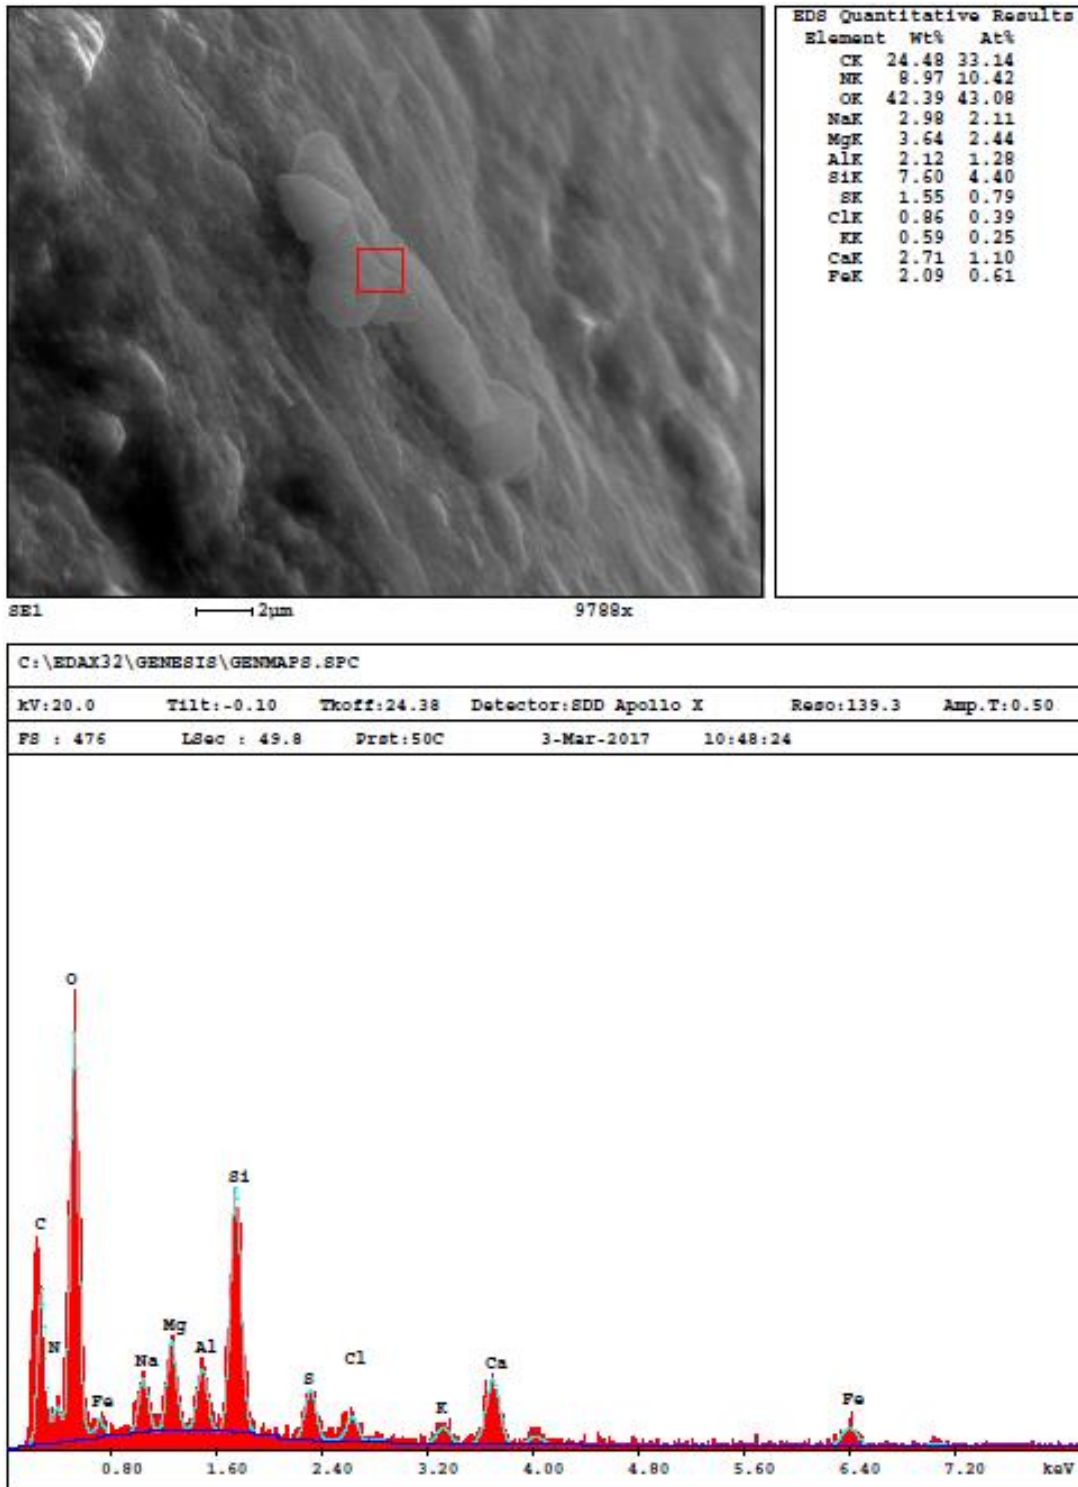 EDS Quantitative Results
Element Wt% At%
CK 24.48 33.14
NK 8.97 10.42
OK 42.39 43.08
NaK 2.98 2.11
MgK 3.64 2.44
AlK 2.12 1.28
SiK 7.60 4.40
SK 1.55 0.79
ClK 0.86 0.39
KK 0.59 0.25
CaK 2.71 1.10
FeK 2.09 0.61
SE1 2µm 9788x
C:\EDAX32\GENESIS\GENMAPS.SPC
kV:20.0 Tilt:-0.10 Tkoff:24.38 Detector:SDD Apollo X Reso:139.3 Amp.T:0.50
FS : 476 LSec : 49.8 Prst:50C 3-Mar-2017 10:48:24
O
Si
C
Mg
N
Al
Cl
Na
Ca
S
Fe
Fe
K
0.80 1.60 2.40 3.20 4.00 4.80 5.60 6.40 7.20 keV